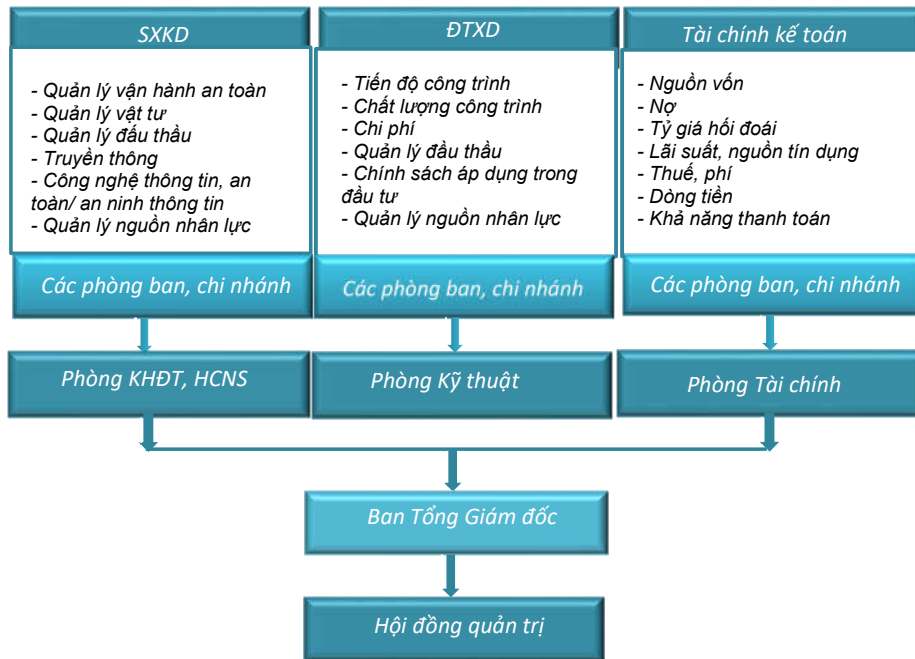 SXKD
- Quản lý vận hành an toàn
- Quản lý vật tư
- Quản lý đấu thầu
- Truyền thông
- Công nghệ thông tin, an
toàn/ an ninh thông tin
- Quản lý nguồn nhân lực
Các phòng ban, chi nhánh
Phòng KHĐT, HCNS
ĐTXD
- Tiến độ công trình
- Chất lượng công trình
- Chi phí
- Quản lý đầu thầu
- Chính sách áp dụng trong
đầu tư
- Quản lý nguồn nhân lực
Các phòng ban, chi nhánh
Phòng Kỹ thuật
Tài chính kế toán
- Nguồn vốn
- Nợ
- Tỷ giá hối đoái
- Lãi suất, nguồn tín dụng
- Thuế, phí
- Dòng tiền
- Khả năng thanh toán
Các phòng ban, chi nhánh
Phòng Tài chính
Ban Tổng Giám đốc
Hội đồng quản trị